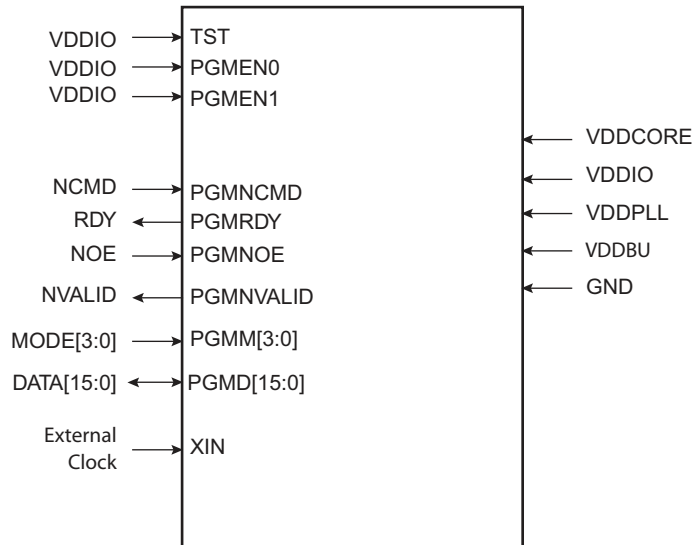 VDDIO TST
VDDIO PGMEN0
VDDIO PGMEN1
VDDCORE
VDDIO
NCMD PGMNCMD
RDY PGMRDY
VDDPLL
NOE PGMNOE
VDDBU
NVALID PGMNVALID
GND
MODE[3:0] PGMM[3:0]
DATA[15:0] PGMD[15:0]
External
Clock
XIN